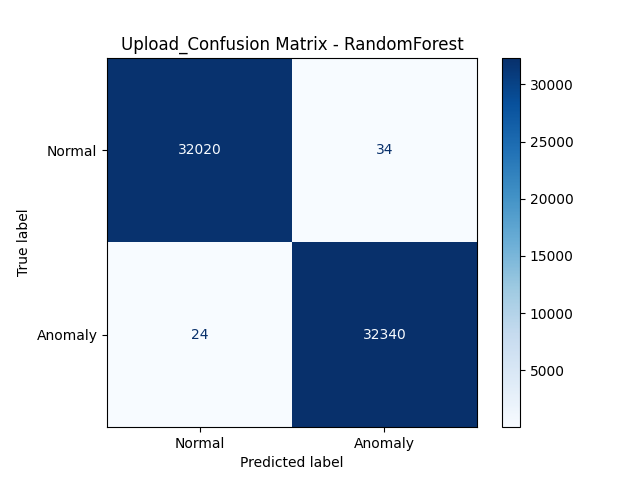 Upload_Confusion Matrix - RandomForest
True label
Normal
32020
34
Anomaly
24
32340
Normal
Anomaly
Predicted label
30000
25000
20000
15000
10000
5000